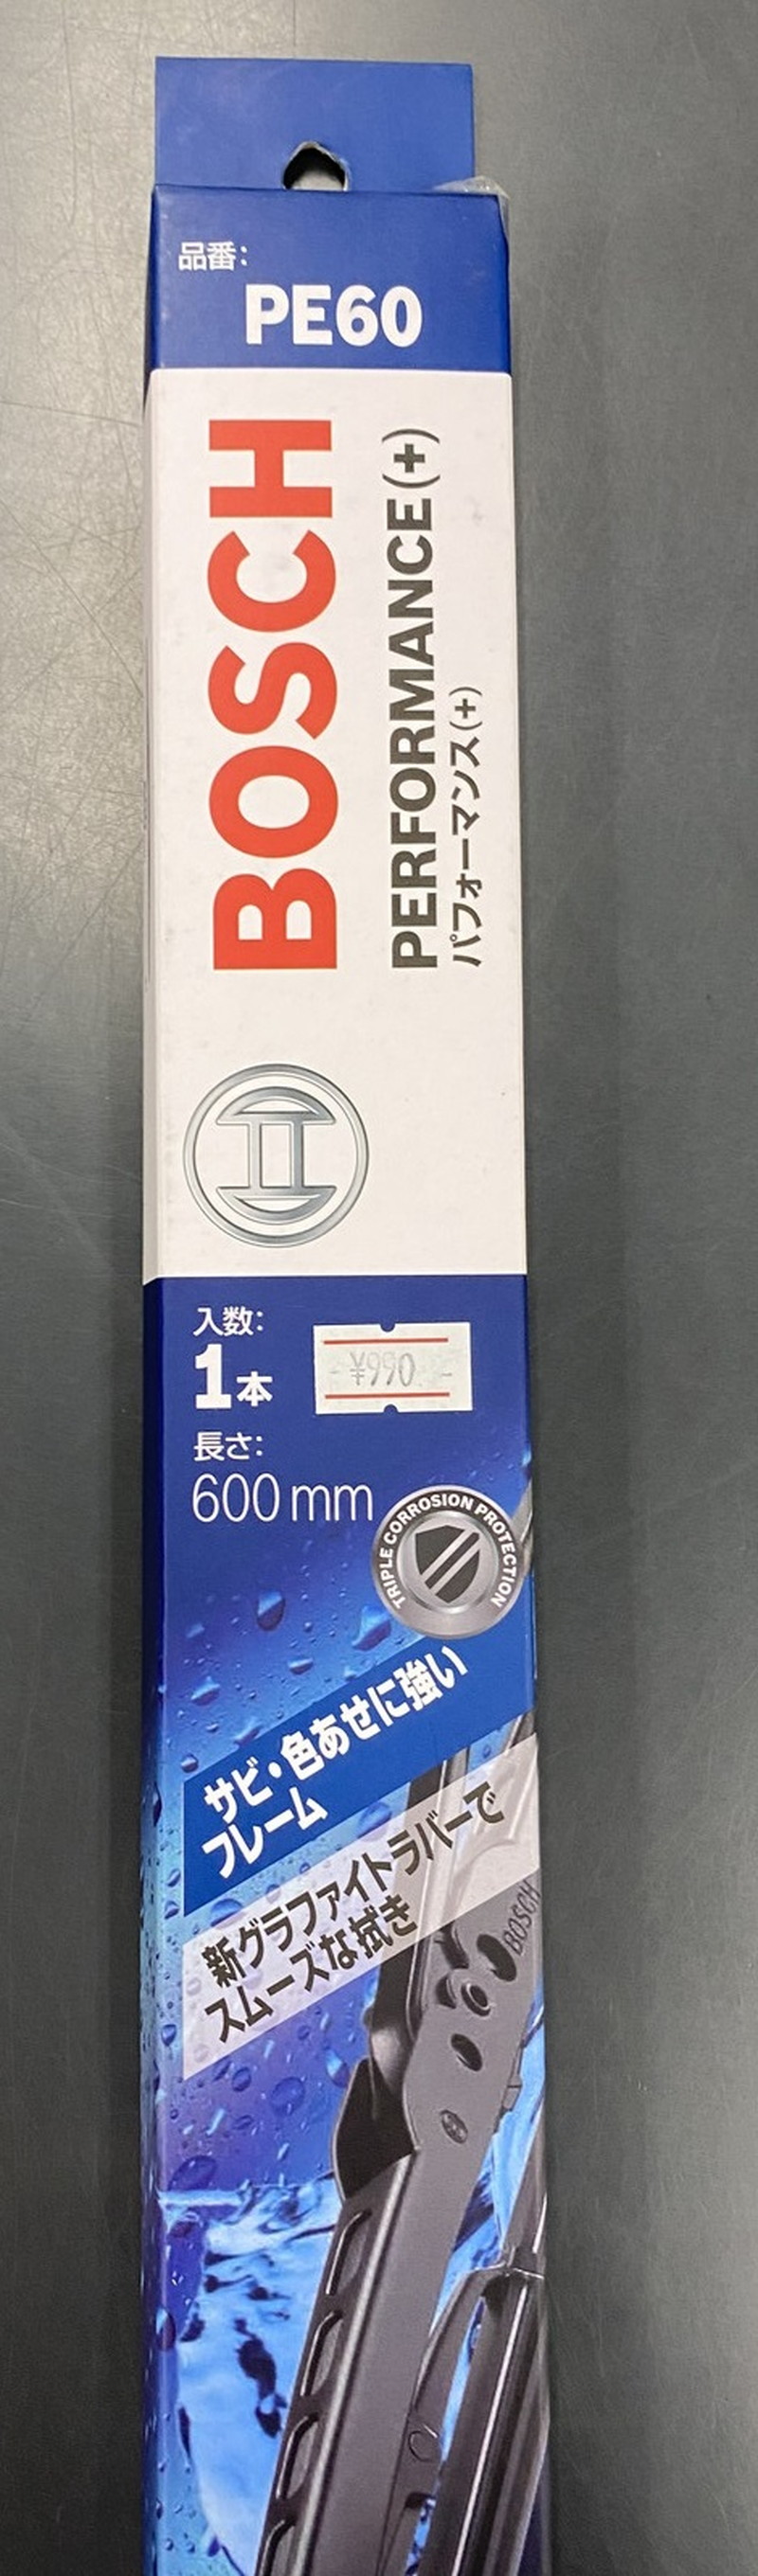 品番:
PE60
BOSCH
PERFORMANCE(+)
パフォーマンス(+)
入数:
1本
¥990
長さ:
600mm
TRIPLE CORROSION PROTECTION
サビ・色あせに強い
フレーム
新グラファイトラバーで
スムーズな拭き
BOSCH